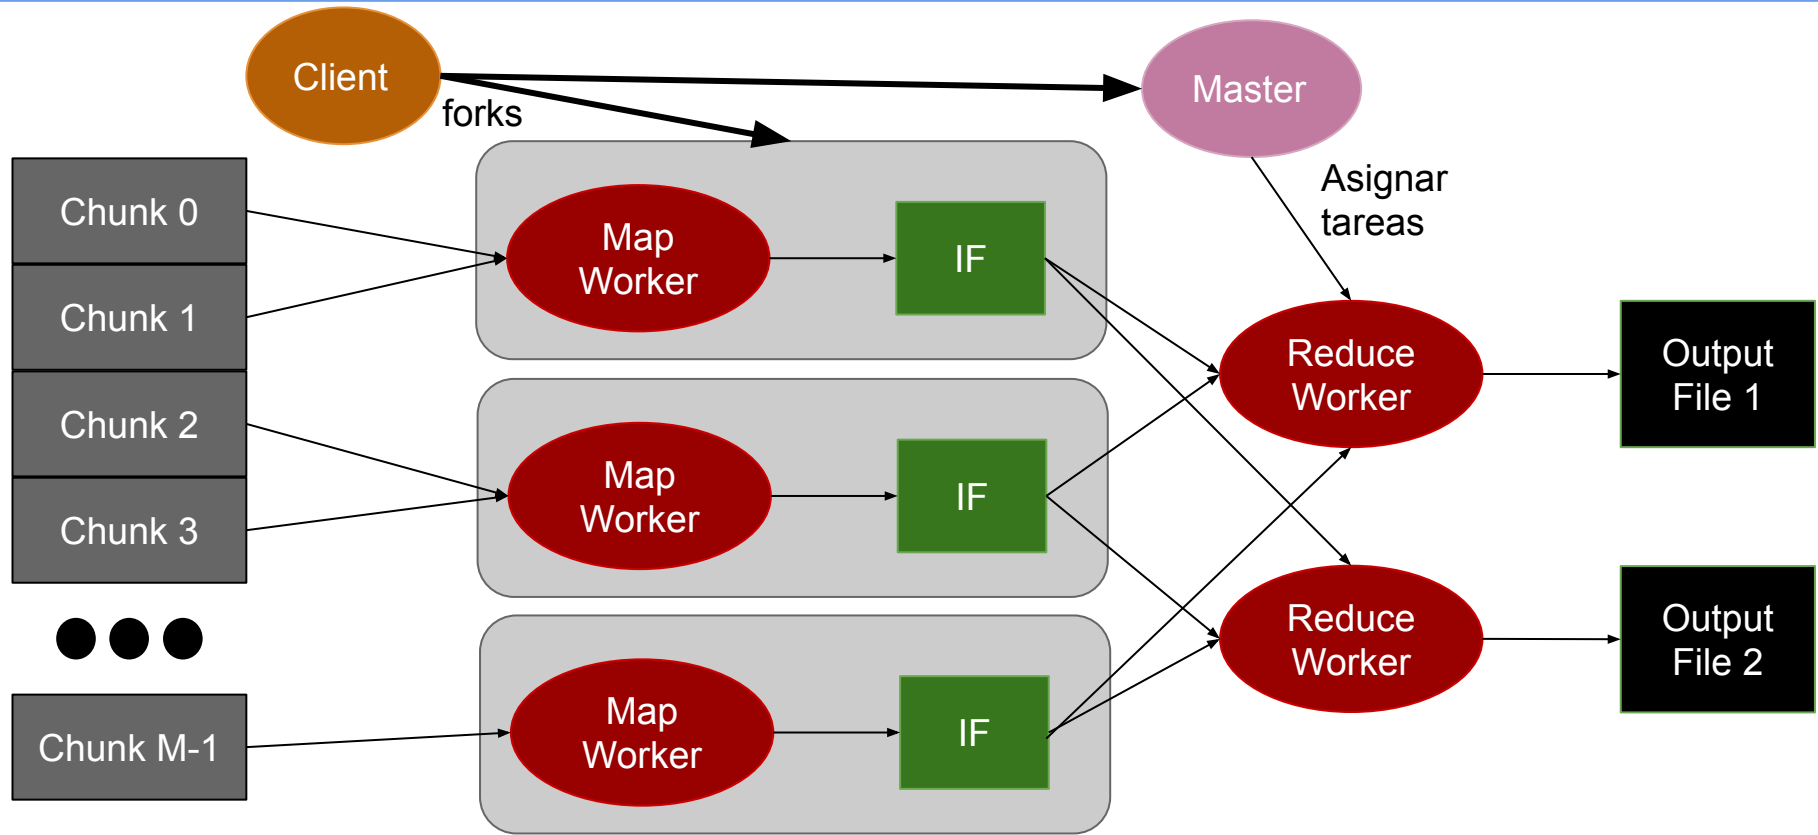 Client
forks
Master
Asignar
tareas
Chunk 0
Chunk 1
Chunk 2
Chunk 3
Chunk M-1
Map
Worker
IF
Map
Worker
IF
Map
Worker
IF
Reduce
Worker
Reduce
Worker
Output
File 1
Output
File 2